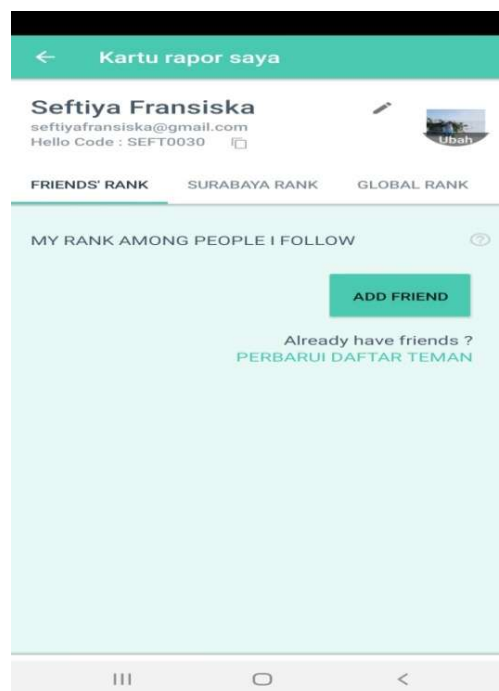 Kartu rapor saya
Seftiya Fransiska
seftiyafransiska@gmail.com
Hello Code : SEFT0030
Ubah
FRIENDS' RANK SURABAYA RANK GLOBAL RANK
MY RANK AMONG PEOPLE I FOLLOW
ADD FRIEND
Already have friends ?
PERBARUI DAFTAR TEMAN